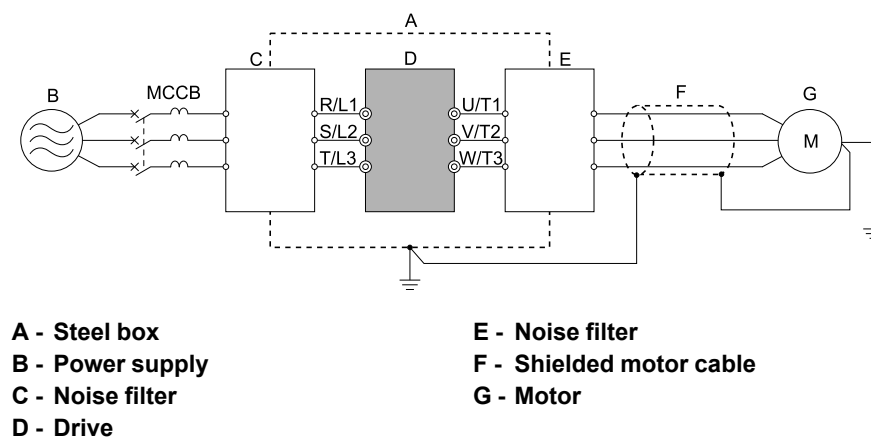 A
B
MCCB
C
D
E
F
G
R/L1
U/T1
S/L2
V/T2
M
T/L3
W/T3
A - Steel box
B - Power supply
C - Noise filter
D - Drive
E - Noise filter
F - Shielded motor cable
G - Motor